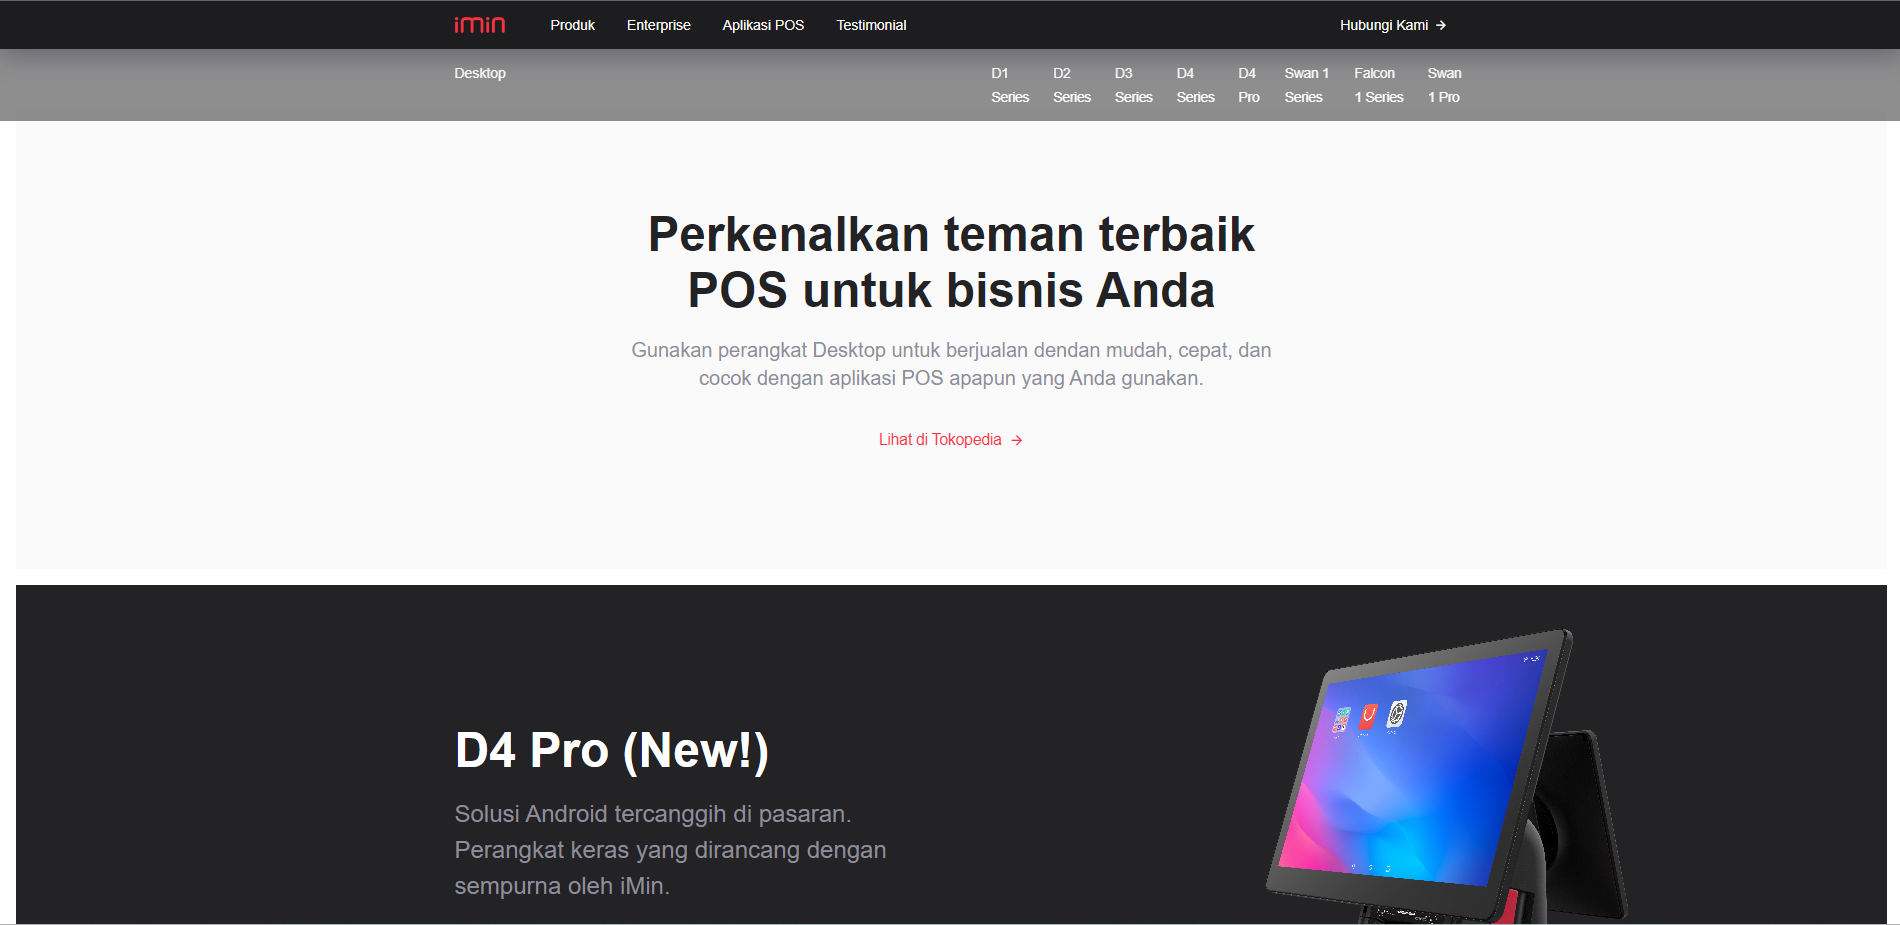 iMin Produk Enterprise Aplikasi POS Testimonial Hubungi Kami →
Desktop
D1 Series
D2 Series
D3 Series
D4 Series
D4 Pro
Swan 1 Series
Falcon 1 Series
Swan 1 Pro
Perkenalkan teman terbaik
POS untuk bisnis Anda
Gunakan perangkat Desktop untuk berjualan dendan mudah, cepat, dan
cocok dengan aplikasi POS apapun yang Anda gunakan.
Lihat di Tokopedia →
D4 Pro (New!)
Solusi Android tercanggih di pasaran.
Perangkat keras yang dirancang dengan
sempurna oleh iMin.